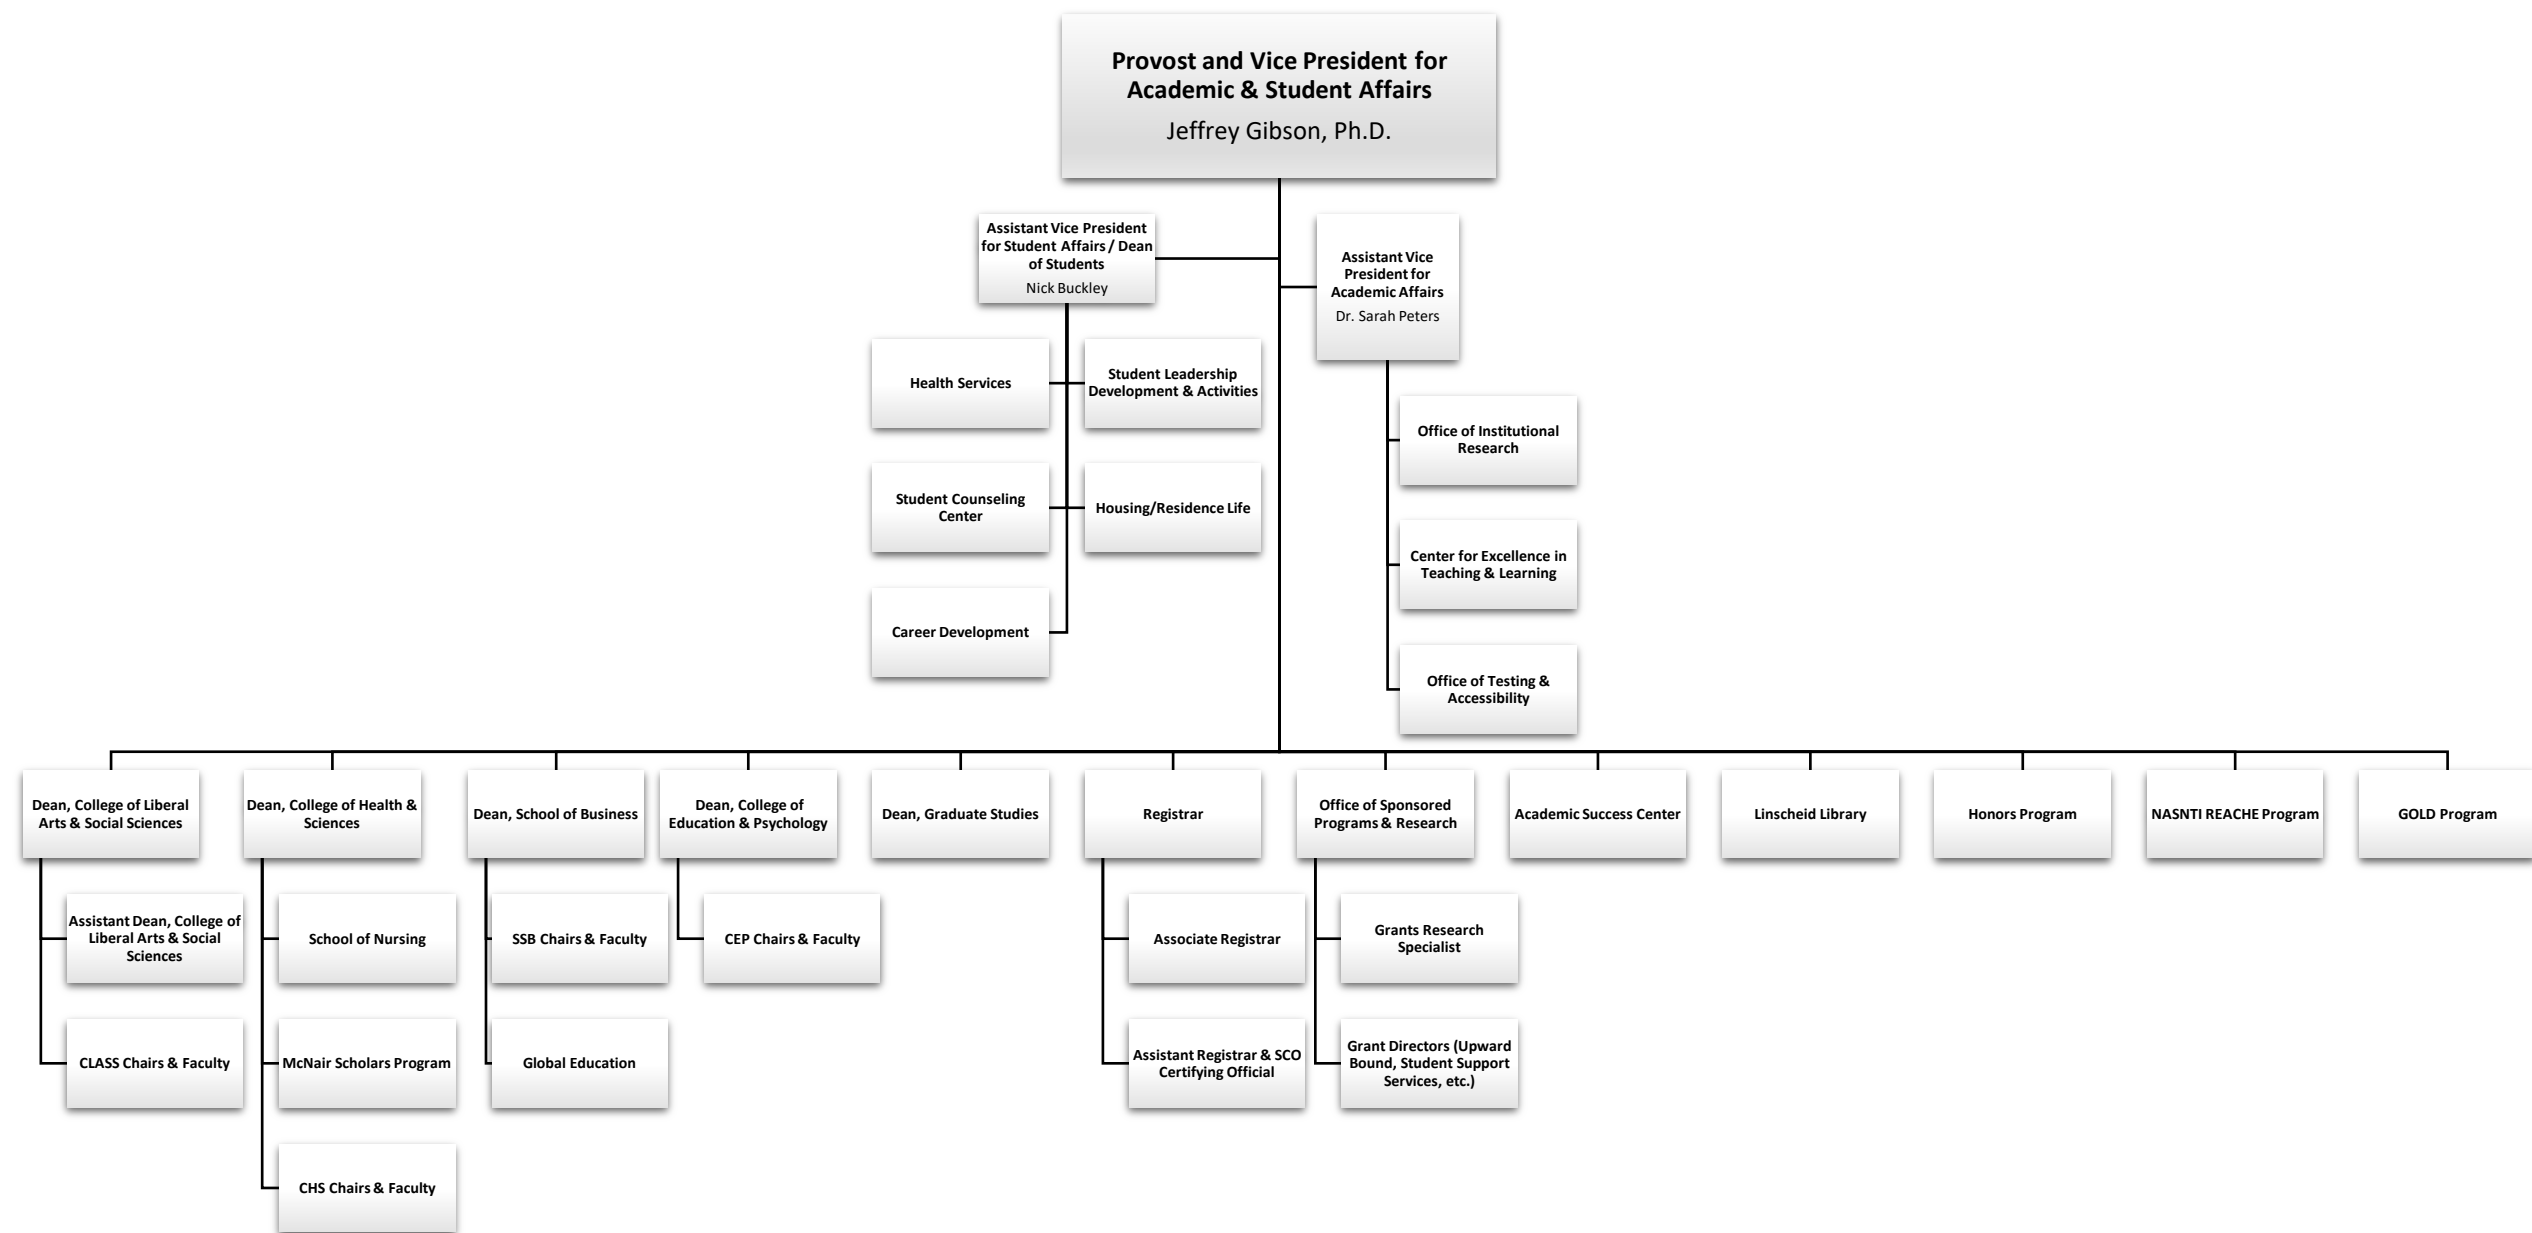 Provost and Vice President for
Academic & Student Affairs
Jeffrey Gibson, Ph.D.
Assistant Vice President
for Student Affairs / Dean
of Students
Nick Buckley
Assistant Vice
President for
Academic Affairs
Dr. Sarah Peters
Health Services
Student Leadership
Development & Activities
Student Counseling
Center
Housing/Residence Life
Career Development
Office of Institutional
Research
Center for Excellence in
Teaching & Learning
Office of Testing &
Accessibility
Dean, College of Liberal
Arts & Social Sciences
Dean, College of Health &
Sciences
Dean, School of Business
Dean, College of
Education & Psychology
Dean, Graduate Studies
Registrar
Office of Sponsored
Programs & Research
Academic Success Center
Linscheid Library
Honors Program
NASNTI REACHE Program
GOLD Program
Assistant Dean, College of
Liberal Arts & Social
Sciences
School of Nursing
SSB Chairs & Faculty
CEP Chairs & Faculty
Associate Registrar
Grants Research
Specialist
CLASS Chairs & Faculty
McNair Scholars Program
Global Education
Assistant Registrar & SCO
Certifying Official
Grant Directors (Upward
Bound, Student Support
Services, etc.)
CHS Chairs & Faculty